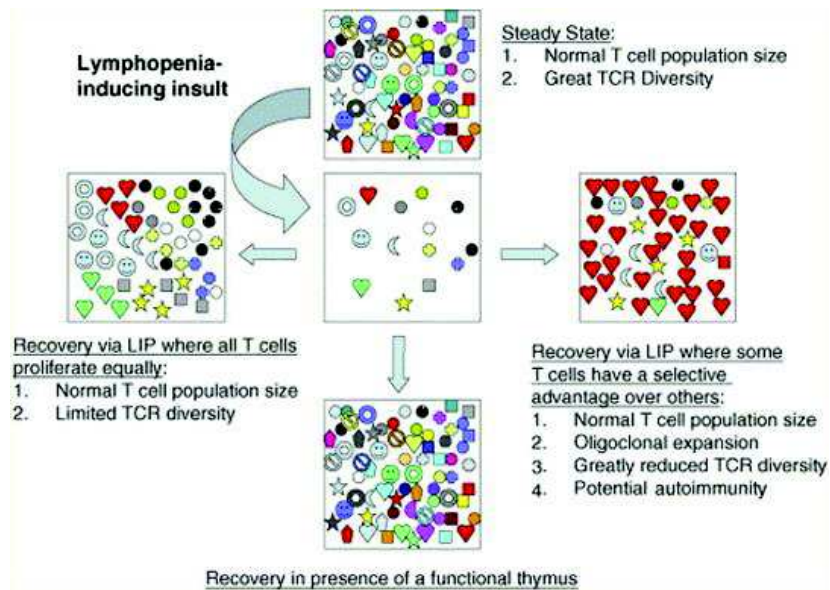 Lymphopenia-
inducing insult
Steady State:
1. Normal T cell population size
2. Great TCR Diversity
Recovery via LIP where all T cells
proliferate equally:
1. Normal T cell population size
2. Limited TCR diversity
Recovery via LIP where some
T cells have a selective
advantage over others:
1. Normal T cell population size
2. Oligoclonal expansion
3. Greatly reduced TCR diversity
4. Potential autoimmunity
Recovery in presence of a functional thymus